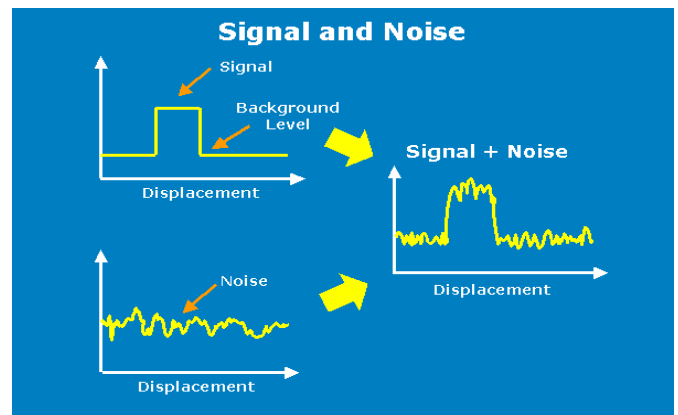 Signal and Noise
Signal
Background
Level
Displacement
Signal + Noise
Displacement
Noise
Displacement